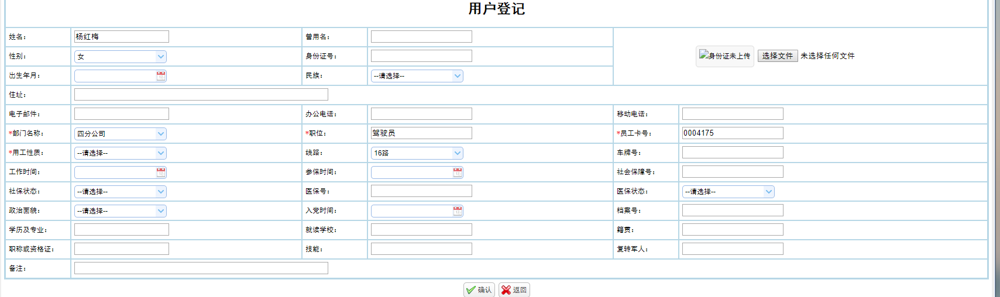 用户登记
姓名： 杨红梅 曾用名：
性别： 女 身份证号： 身份证未上传 选择文件 未选择任何文件
出生年月： 民族： --请选择--
住址：
电子邮件： 办公电话： 移动电话：
*部门名称： 四分公司 *职位： 驾驶员 *员工卡号： 0004175
*用工性质： --请选择-- 线路： 16路 车牌号：
工作时间： 参保时间： 社会保障号：
社保状态： --请选择-- 医保号： 医保状态： --请选择--
政治面貌： --请选择-- 入党时间： 档案号：
学历及专业： 就读学校： 籍贯：
职称或资格证： 技能： 复转军人：
备注：
确认 返回